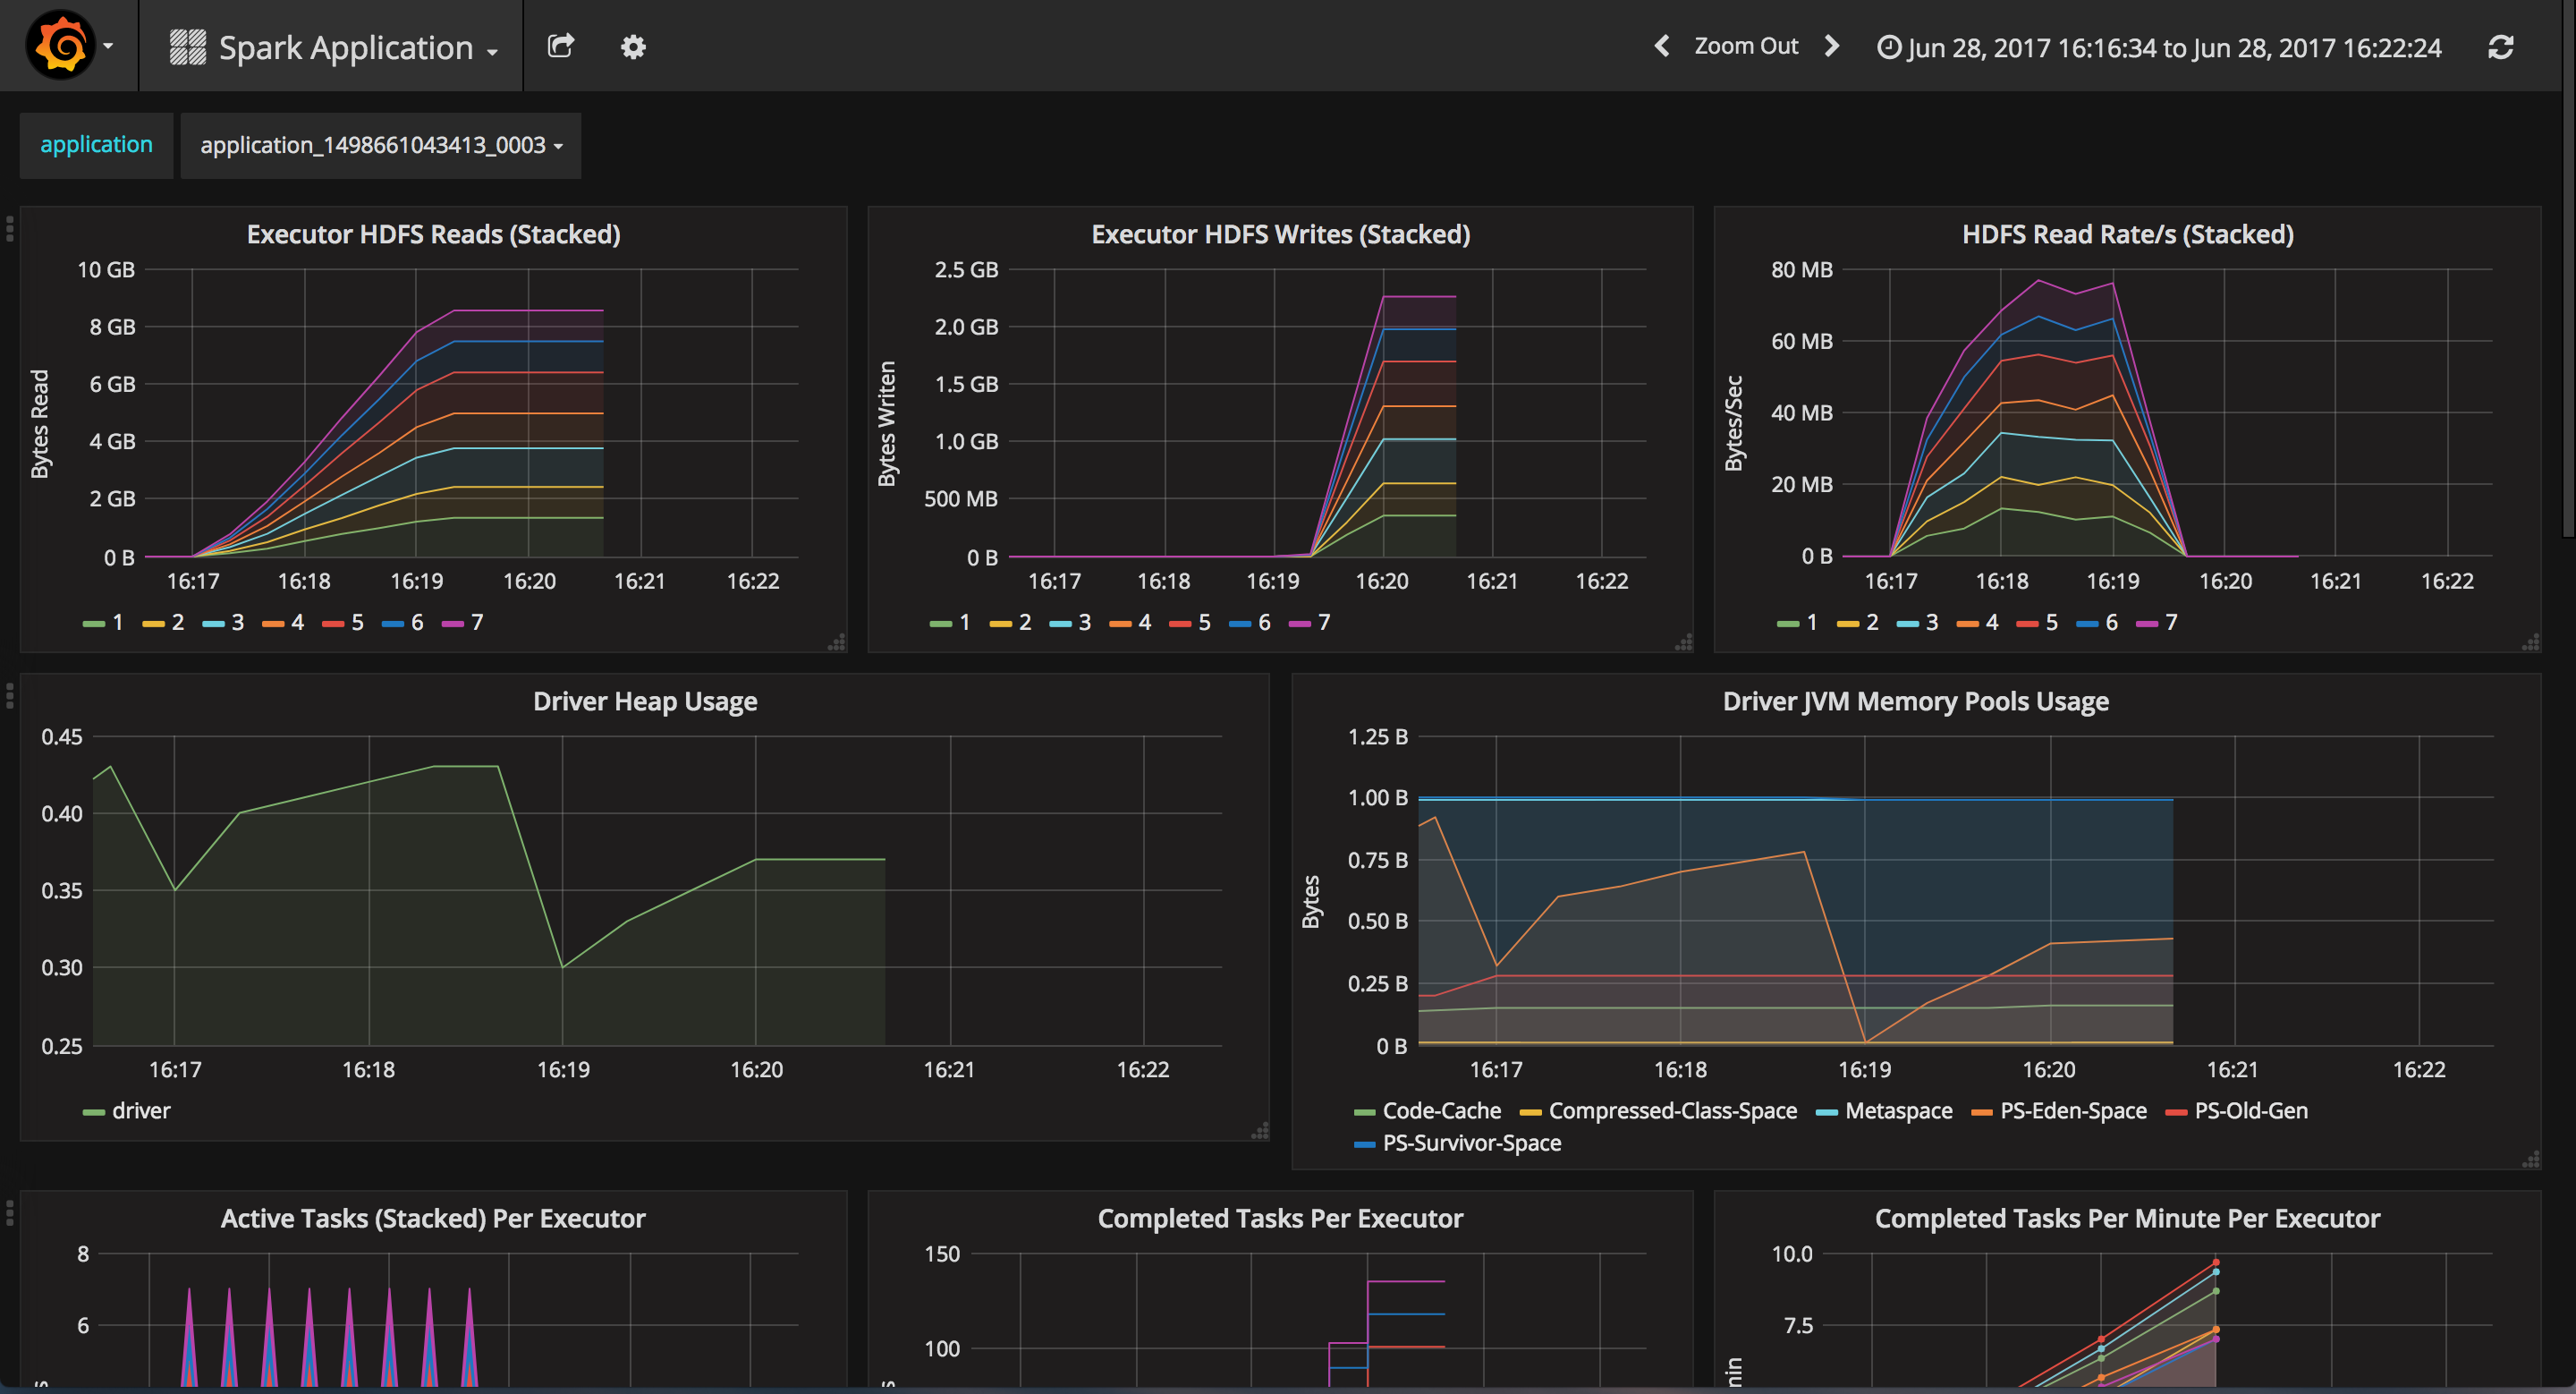 Spark Application
Zoom Out
Jun 28, 2017 16:16:34 to Jun 28, 2017 16:22:24
application
application_1498661043413_0003
Executor HDFS Reads (Stacked)
10 GB
8 GB
6 GB
4 GB
2 GB
0 B
Bytes Read
16:17 16:18 16:19 16:20 16:21 16:22
1 2 3 4 5 6 7
Executor HDFS Writes (Stacked)
2.5 GB
2.0 GB
1.5 GB
1.0 GB
500 MB
0 B
Bytes Writen
16:17 16:18 16:19 16:20 16:21 16:22
1 2 3 4 5 6 7
HDFS Read Rate/s (Stacked)
80 MB
60 MB
40 MB
20 MB
0 B
Bytes/Sec
16:17 16:18 16:19 16:20 16:21 16:22
1 2 3 4 5 6 7
Driver Heap Usage
0.45
0.40
0.35
0.30
0.25
16:17 16:18 16:19 16:20 16:21 16:22
driver
Driver JVM Memory Pools Usage
1.25 B
1.00 B
0.75 B
0.50 B
0.25 B
0 B
Bytes
16:17 16:18 16:19 16:20 16:21 16:22
Code-Cache Compressed-Class-Space Metaspace PS-Eden-Space PS-Old-Gen
PS-Survivor-Space
Active Tasks (Stacked) Per Executor
8
6
Completed Tasks Per Executor
150
100
Completed Tasks Per Minute Per Executor
10.0
7.5
min